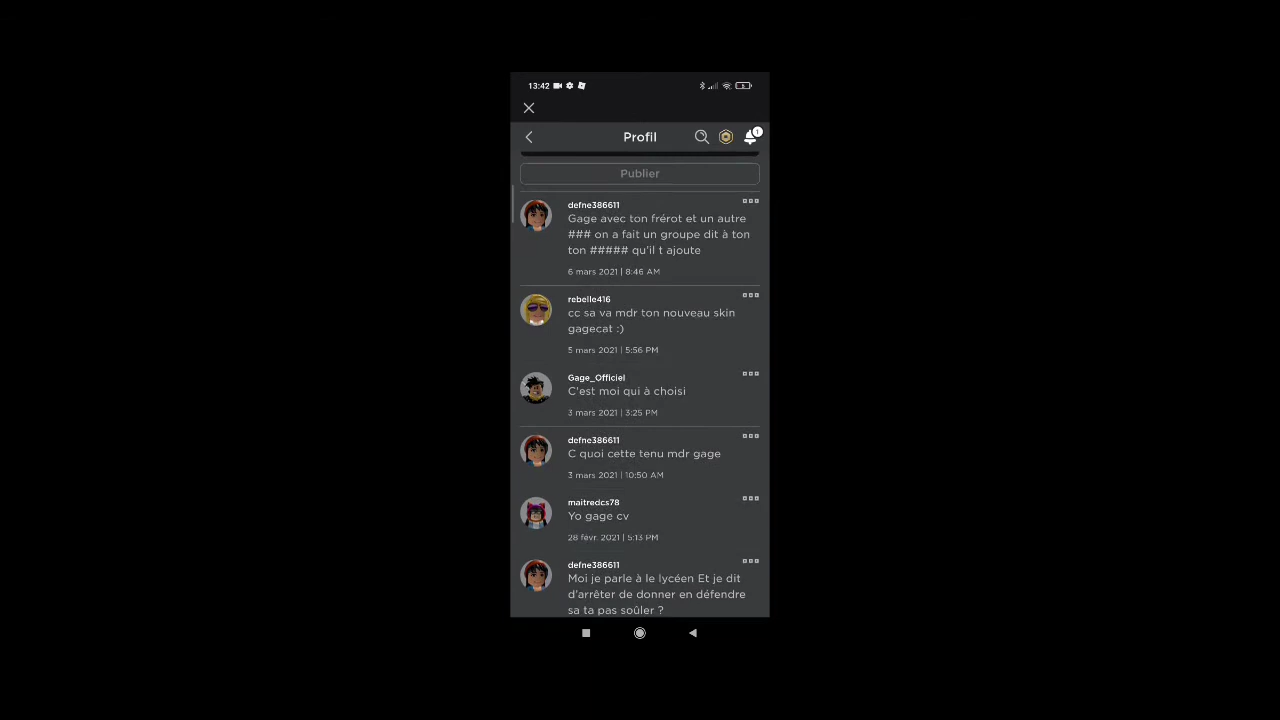 13:42
Profil
1
Publier
defne386611
Gage avec ton frérot et un autre
### on a fait un groupe dit à ton
ton ##### qu'il t ajoute
6 mars 2021 | 8:46 AM
rebelle416
cc sa va mdr ton nouveau skin
gagecat :)
5 mars 2021 | 5:56 PM
Gage_Officiel
C'est moi qui à choisi
3 mars 2021 | 3:25 PM
defne386611
C quoi cette tenu mdr gage
3 mars 2021 | 10:50 AM
maitredcs78
Yo gage cv
28 févr. 2021 | 5:13 PM
defne386611
Moi je parle à le lycéen Et je dit
d'arrêter de donner en défendre
sa ta pas soûler ?